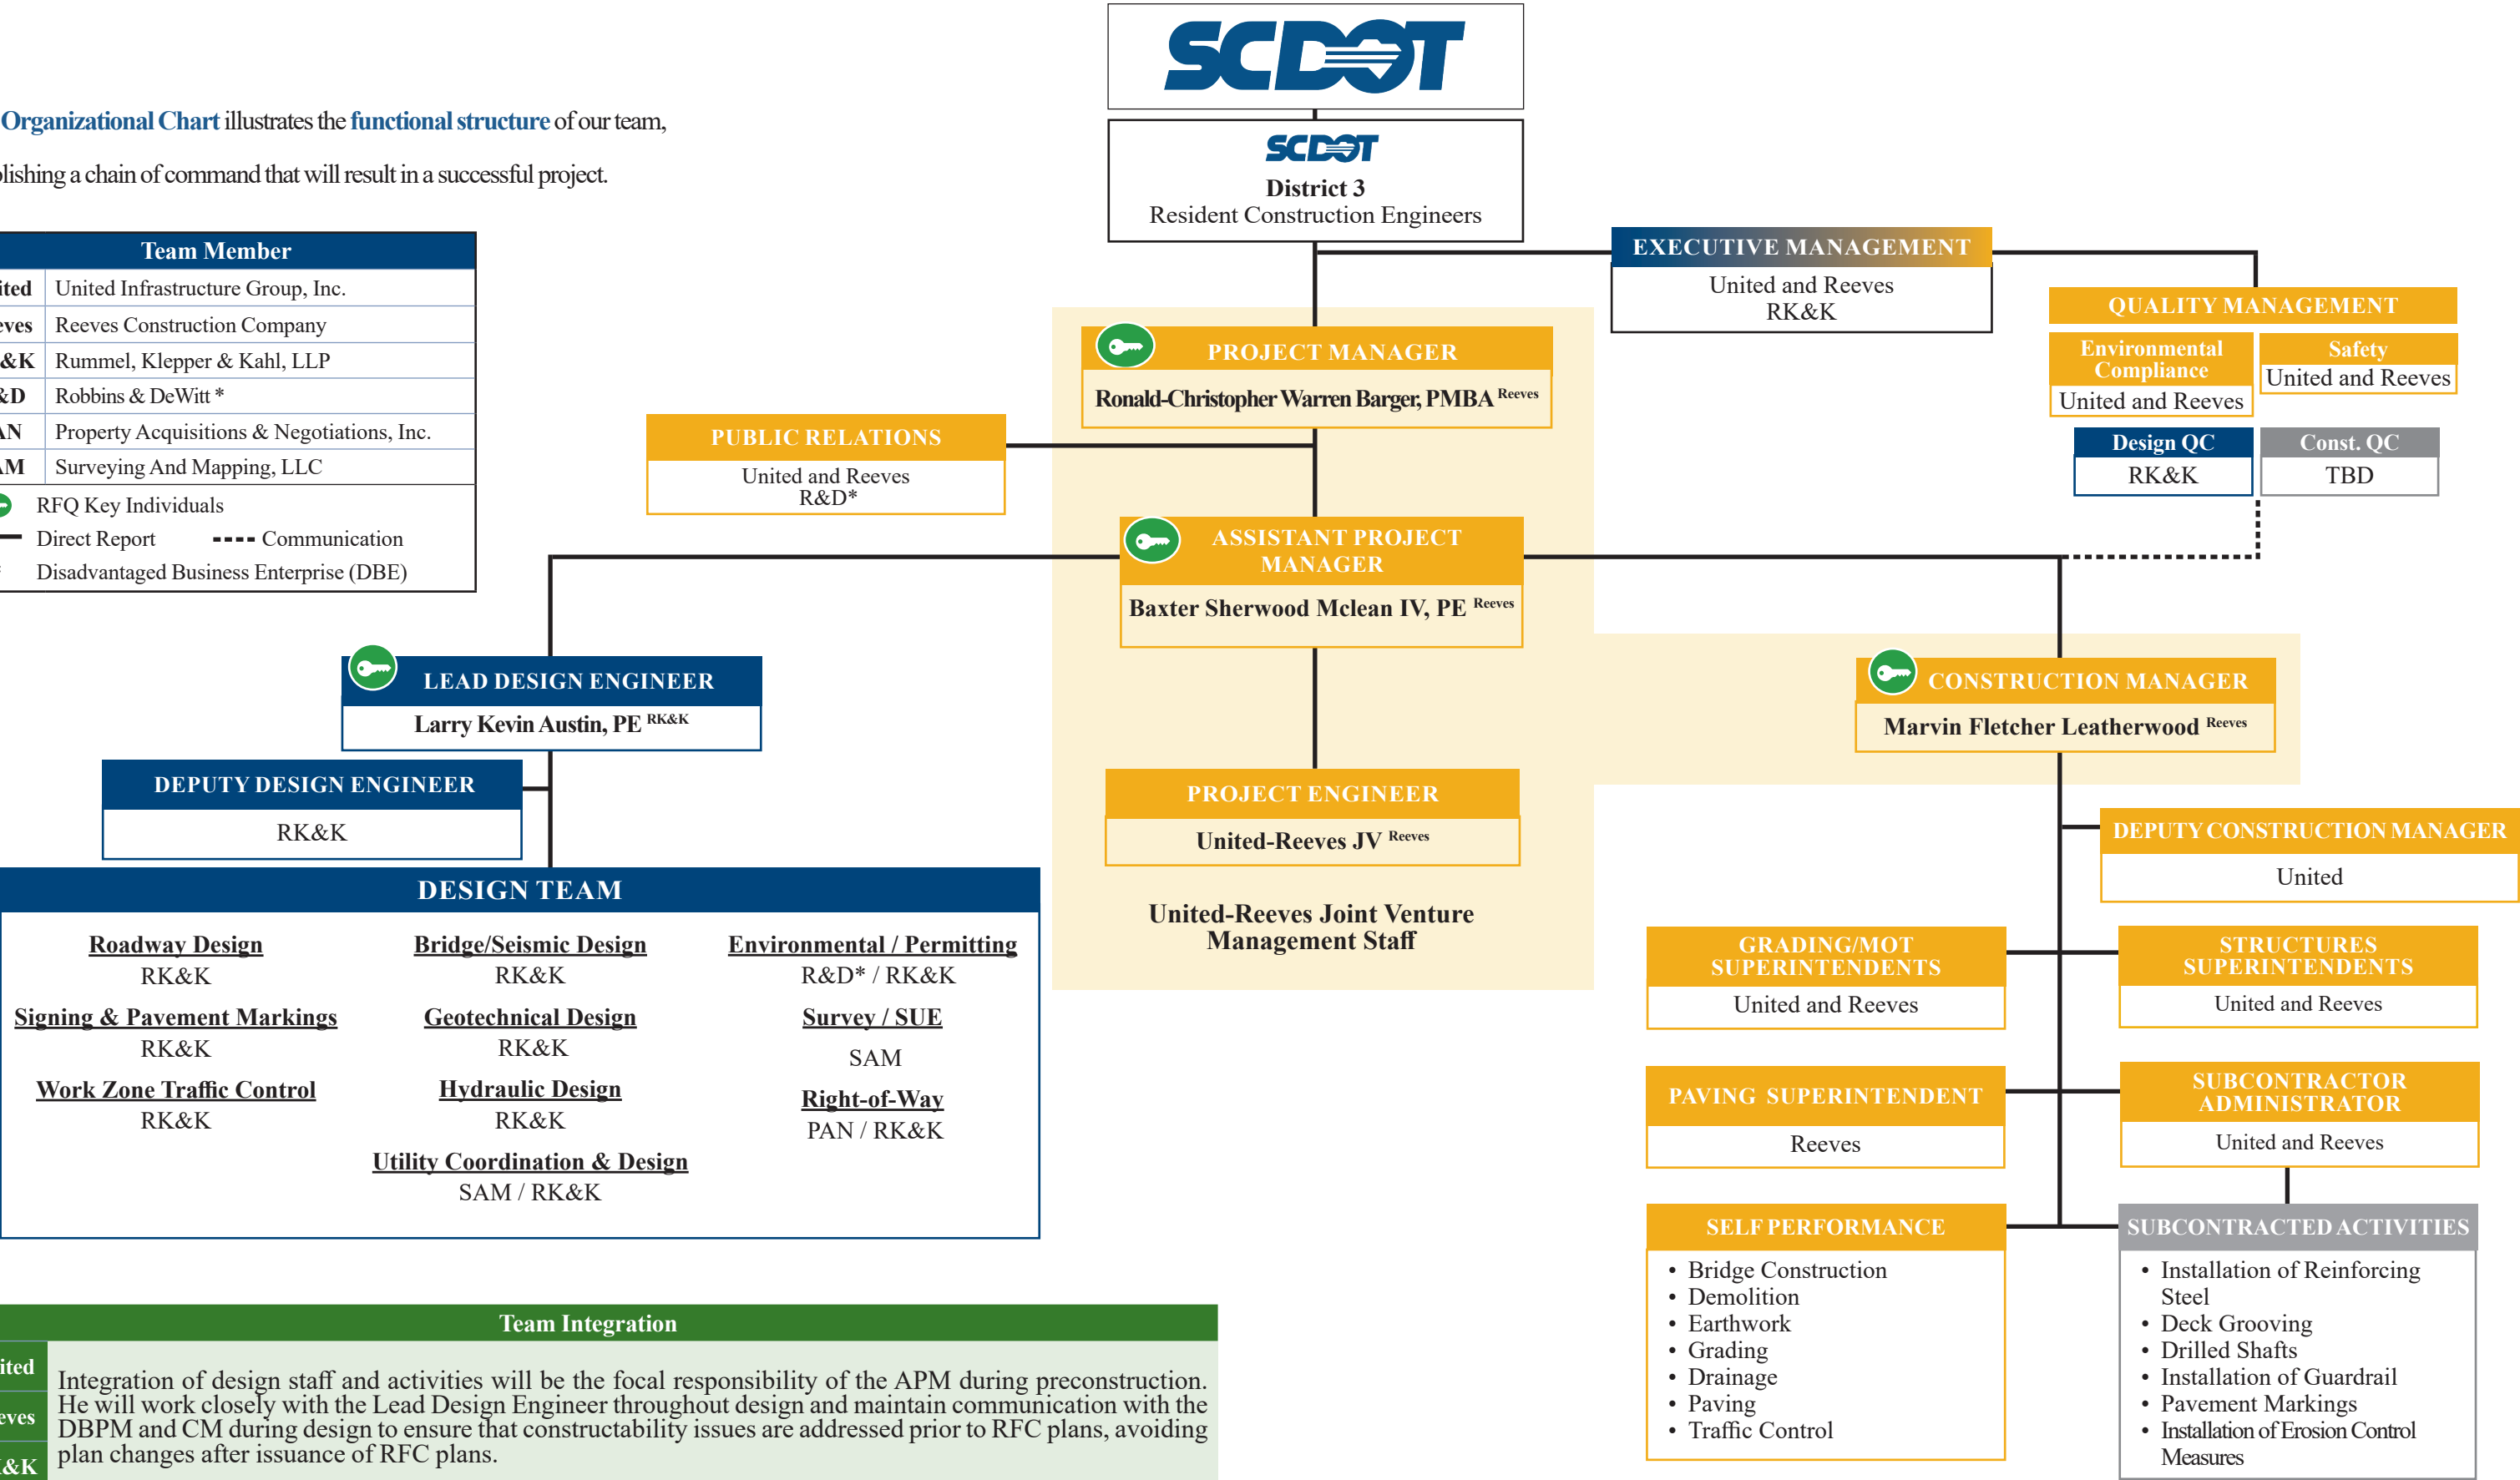 SCDOT
SCDOT
District 3
Resident Construction Engineers
Organizational Chart illustrates the functional structure of our team,
lishing a chain of command that will result in a successful project.
Team Member
ited United Infrastructure Group, Inc.
eves Reeves Construction Company
&K Rummel, Klepper & Kahl, LLP
&D Robbins & DeWitt *
AN Property Acquisitions & Negotiations, Inc.
AM Surveying And Mapping, LLC
RFQ Key Individuals
Direct Report Communication
* Disadvantaged Business Enterprise (DBE)
EXECUTIVE MANAGEMENT
United and Reeves
RK&K
QUALITY MANAGEMENT
Environmental
Compliance
United and Reeves
Safety
United and Reeves
Design QC
RK&K
Const. QC
TBD
PROJECT MANAGER
Ronald-Christopher Warren Barger, PMBA Reeves
PUBLIC RELATIONS
United and Reeves
R&D*
ASSISTANT PROJECT
MANAGER
Baxter Sherwood Mclean IV, PE Reeves
LEAD DESIGN ENGINEER
Larry Kevin Austin, PE RK&K
CONSTRUCTION MANAGER
Marvin Fletcher Leatherwood Reeves
DEPUTY DESIGN ENGINEER
RK&K
PROJECT ENGINEER
United-Reeves JV Reeves
United-Reeves Joint Venture
Management Staff
DEPUTY CONSTRUCTION MANAGER
United
DESIGN TEAM
Roadway Design
RK&K
Signing & Pavement Markings
RK&K
Work Zone Traffic Control
RK&K
Bridge/Seismic Design
RK&K
Geotechnical Design
RK&K
Hydraulic Design
RK&K
Utility Coordination & Design
SAM / RK&K
Environmental / Permitting
R&D* / RK&K
Survey / SUE
SAM
Right-of-Way
PAN / RK&K
GRADING/MOT
SUPERINTENDENTS
United and Reeves
STRUCTURES
SUPERINTENDENTS
United and Reeves
PAVING SUPERINTENDENT
Reeves
SUBCONTRACTOR
ADMINISTRATOR
United and Reeves
SELF PERFORMANCE
• Bridge Construction
• Demolition
• Earthwork
• Grading
• Drainage
• Paving
• Traffic Control
SUBCONTRACTED ACTIVITIES
• Installation of Reinforcing
Steel
• Deck Grooving
• Drilled Shafts
• Installation of Guardrail
• Pavement Markings
• Installation of Erosion Control
Measures
Team Integration
ited
eves
&K
Integration of design staff and activities will be the focal responsibility of the APM during preconstruction.
He will work closely with the Lead Design Engineer throughout design and maintain communication with the
DBPM and CM during design to ensure that constructability issues are addressed prior to RFC plans, avoiding
plan changes after issuance of RFC plans.